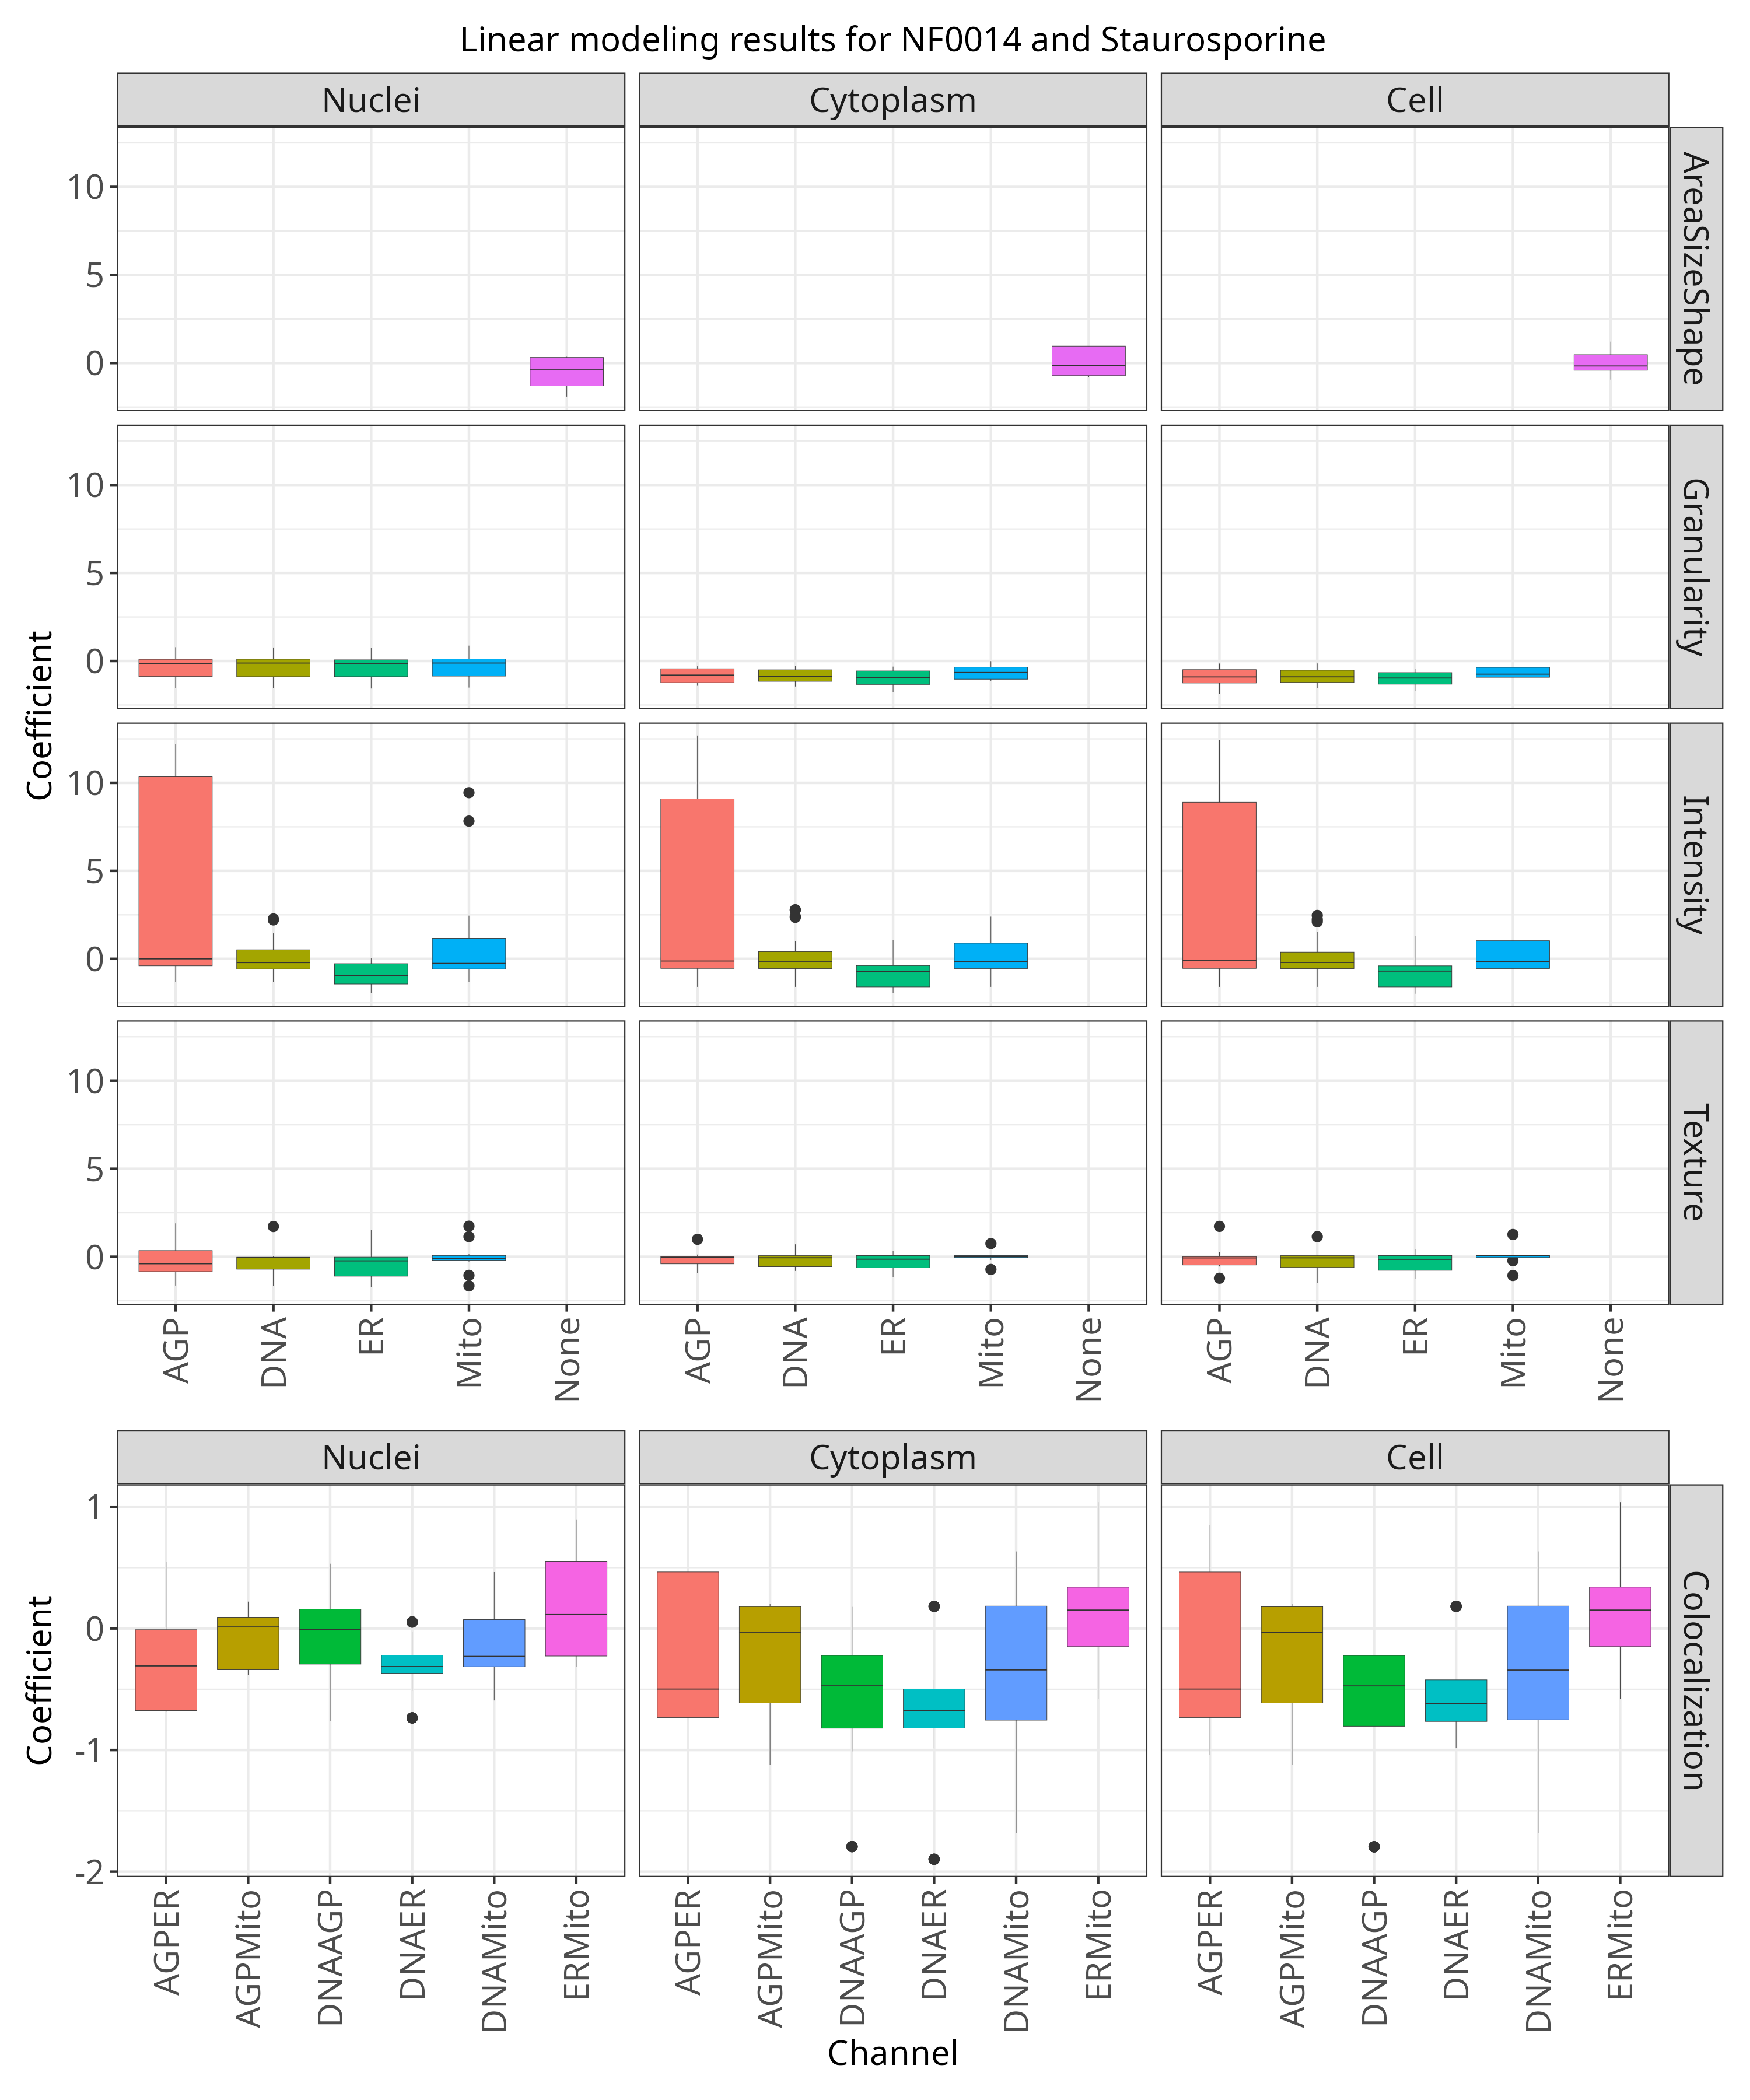 Linear modeling results for NF0014 and Staurosporine
Nuclei Cytoplasm Cell
10
5
0
AreaSizeShape
10
5
0
Granularity
Coefficient
10
5
0
Intensity
10
5
0
Texture
AGP DNA ER Mito None AGP DNA ER Mito None AGP DNA ER Mito None
Nuclei Cytoplasm Cell
1
0
-1
-2
Coefficient
Colocalization
AGPER AGPMito DNAAGP DNAER DNAMito ERMito AGPER AGPMito DNAAGP DNAER DNAMito ERMito AGPER AGPMito DNAAGP DNAER DNAMito ERMito
Channel